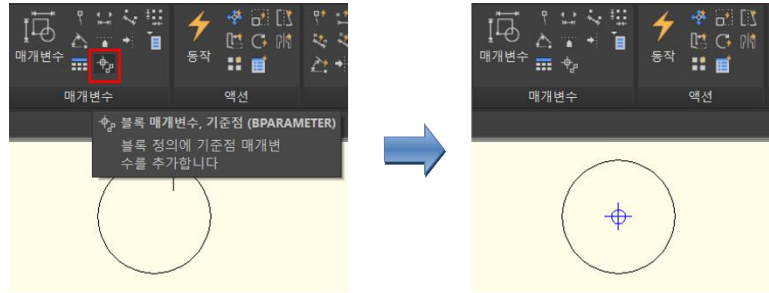 매개변수
동작
매개변수
액션
블록 매개변수, 기준점 (BPARAMETER)
블록 정의에 기준점 매개변
수를 추가합니다
매개변수
동작
매개변수
액션